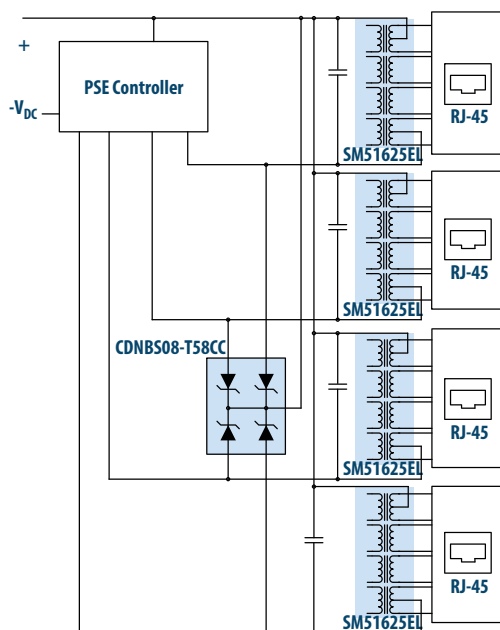 +
PSE Controller
-VDC
RJ-45
SM51625EL
RJ-45
SM51625EL
CDNBS08-T58CC
RJ-45
SM51625EL
RJ-45
SM51625EL